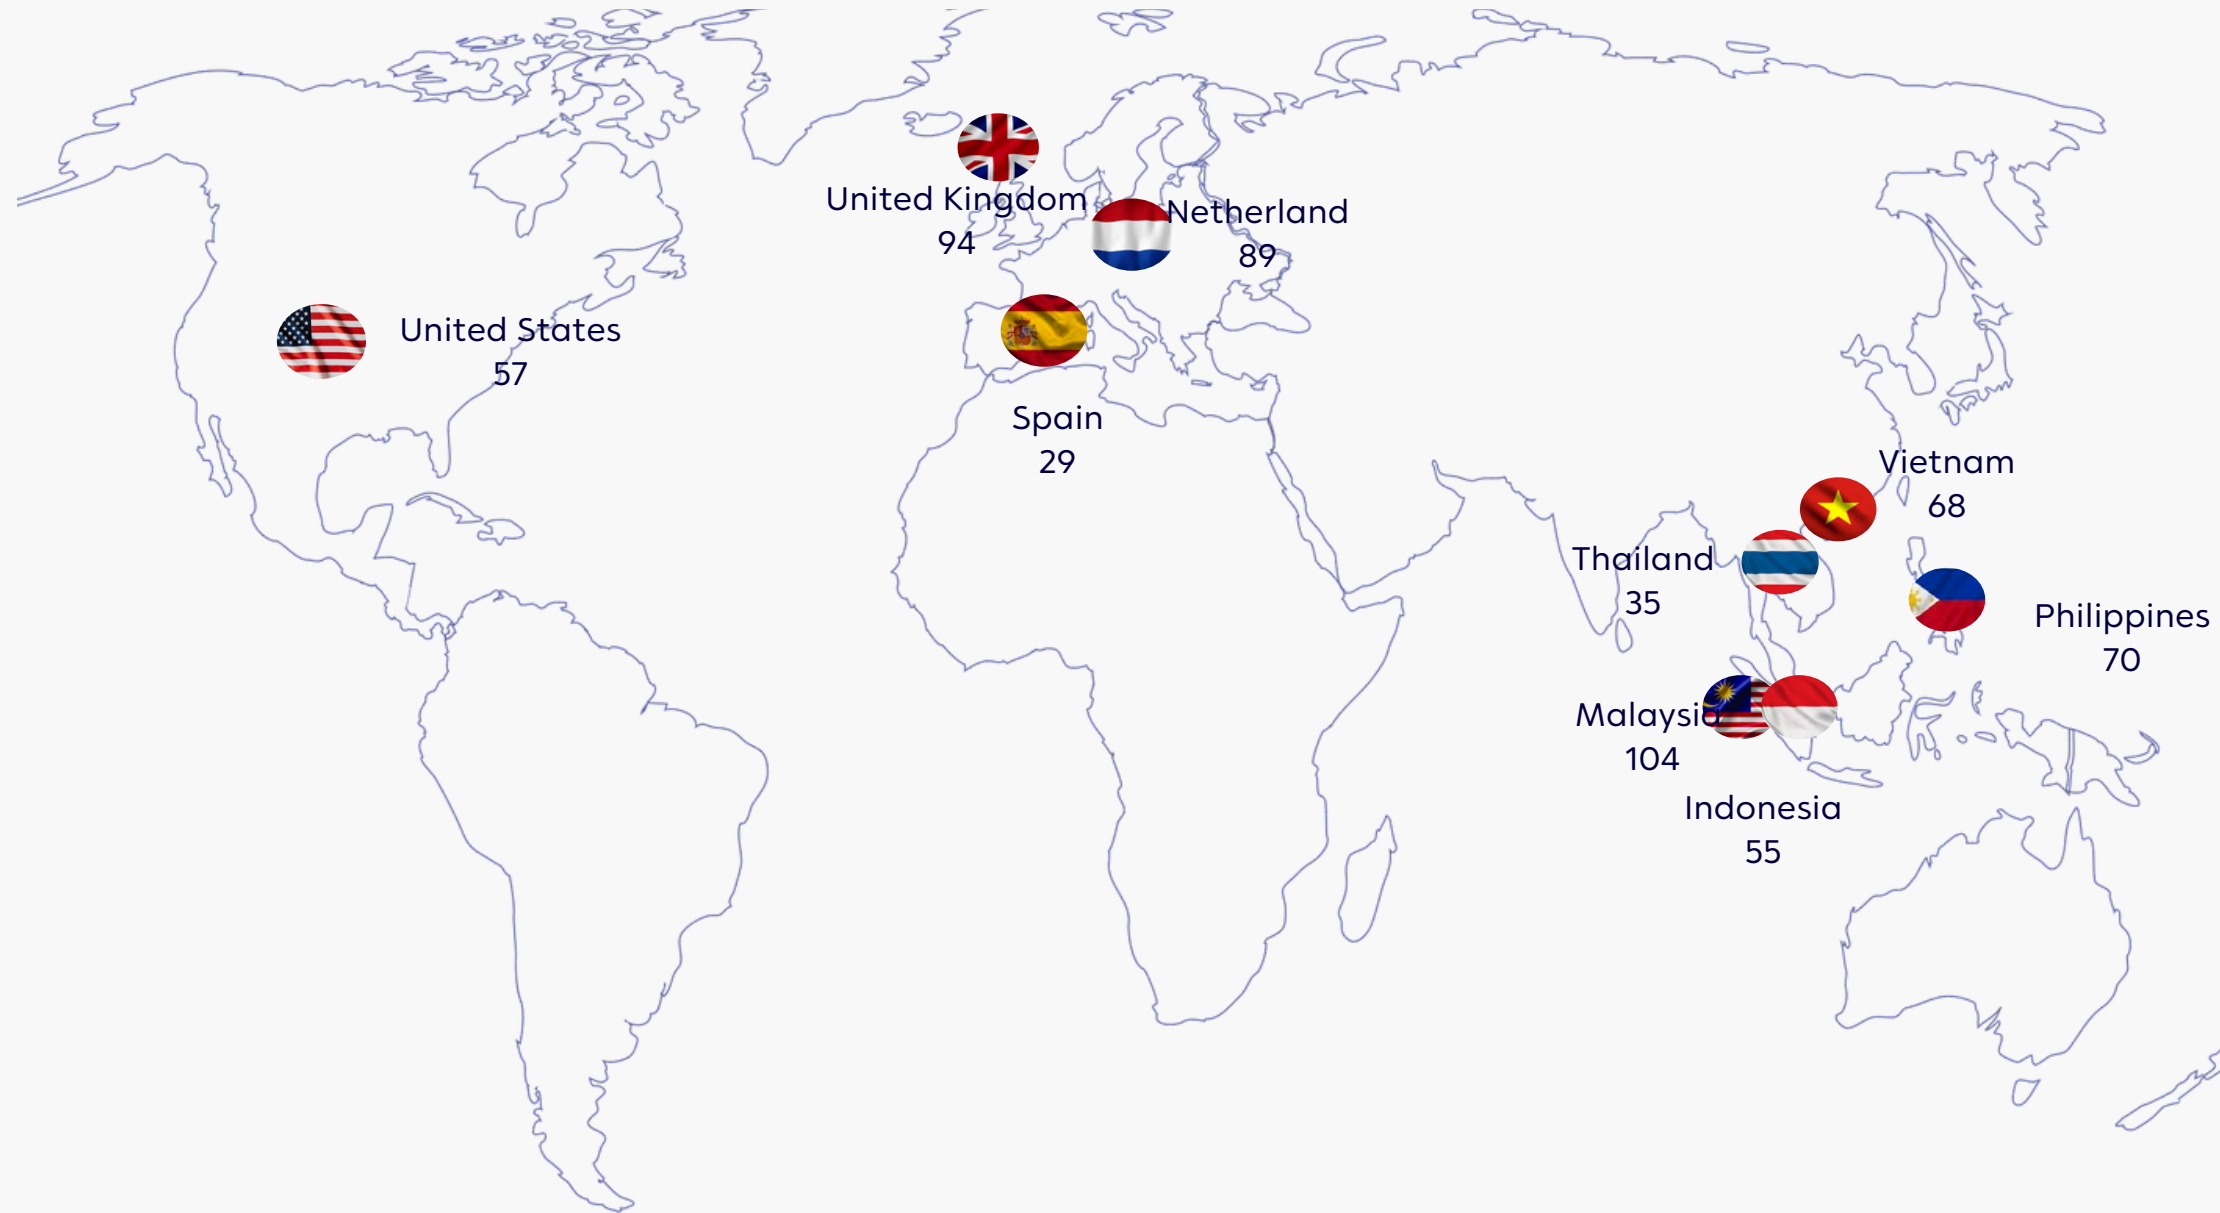 United Kingdom
94
Netherland
89
United States
57
Spain
29
Vietnam
68
Thailand
35
Philippines
70
Malaysia
104
Indonesia
55